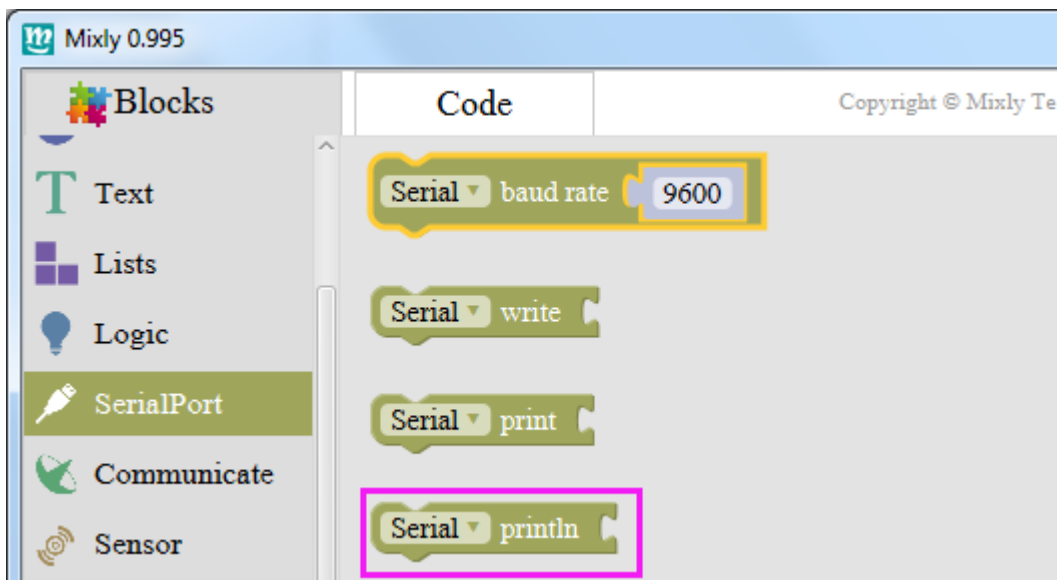 Mixly 0.995
Blocks
Code
Copyright © Mixly Te
Text
Lists
Logic
SerialPort
Communicate
Sensor
Serial baud rate 9600
Serial write
Serial print
Serial println